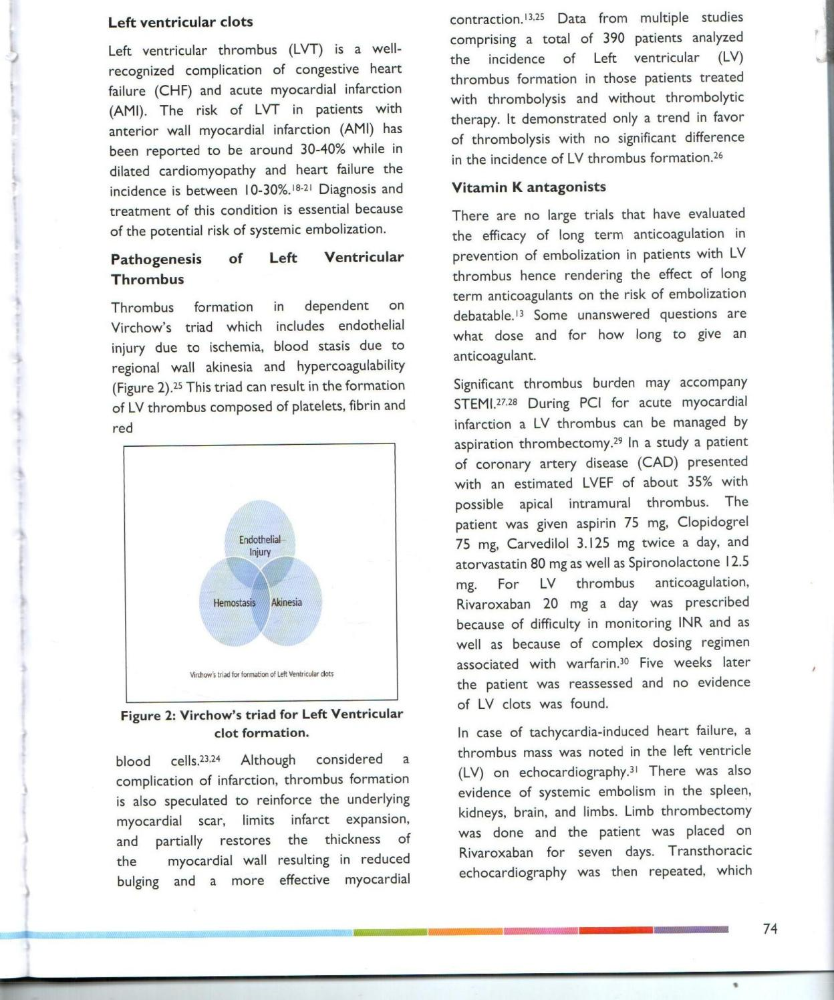 Left ventricular clots
Left ventricular thrombus (LVT) is a well-
recognized complication of congestive heart
failure (CHF) and acute myocardial infarction
(AMI). The risk of LVT in patients with
anterior wall myocardial infarction (AMI) has
been reported to be around 30-40% while in
dilated cardiomyopathy and heart failure the
incidence is between 10-30%.18-21 Diagnosis and
treatment of this condition is essential because
of the potential risk of systemic embolization.
Pathogenesis of Left Ventricular
Thrombus
Thrombus formation in dependent on
Virchow's triad which includes endothelial
injury due to ischemia, blood stasis due to
regional wall akinesia and hypercoagulability
(Figure 2).25 This triad can result in the formation
of LV thrombus composed of platelets, fibrin and
red
Endothelial
Injury
Hemostasis
Akinesia
Virchow's triad for formation of Left Ventricular clots
Figure 2: Virchow's triad for Left Ventricular
clot formation.
blood cells.23,24 Although considered a
complication of infarction, thrombus formation
is also speculated to reinforce the underlying
myocardial scar, limits infarct expansion,
and partially restores the thickness of
the myocardial wall resulting in reduced
bulging and a more effective myocardial
contraction.13,25 Data from multiple studies
comprising a total of 390 patients analyzed
the incidence of Left ventricular (LV)
thrombus formation in those patients treated
with thrombolysis and without thrombolytic
therapy. It demonstrated only a trend in favor
of thrombolysis with no significant difference
in the incidence of LV thrombus formation.26
Vitamin K antagonists
There are no large trials that have evaluated
the efficacy of long term anticoagulation in
prevention of embolization in patients with LV
thrombus hence rendering the effect of long
term anticoagulants on the risk of embolization
debatable.13 Some unanswered questions are
what dose and for how long to give an
anticoagulant.
Significant thrombus burden may accompany
STEMI.27,28 During PCI for acute myocardial
infarction a LV thrombus can be managed by
aspiration thrombectomy.29 In a study a patient
of coronary artery disease (CAD) presented
with an estimated LVEF of about 35% with
possible apical intramural thrombus. The
patient was given aspirin 75 mg, Clopidogrel
75 mg, Carvedilol 3.125 mg twice a day, and
atorvastatin 80 mg as well as Spironolactone 12.5
mg. For LV thrombus anticoagulation,
Rivaroxaban 20 mg a day was prescribed
because of difficulty in monitoring INR and as
well as because of complex dosing regimen
associated with warfarin.30 Five weeks later
the patient was reassessed and no evidence
of LV clots was found.
In case of tachycardia-induced heart failure, a
thrombus mass was noted in the left ventricle
(LV) on echocardiography.31 There was also
evidence of systemic embolism in the spleen,
kidneys, brain, and limbs. Limb thrombectomy
was done and the patient was placed on
Rivaroxaban for seven days. Transthoracic
echocardiography was then repeated, which
74